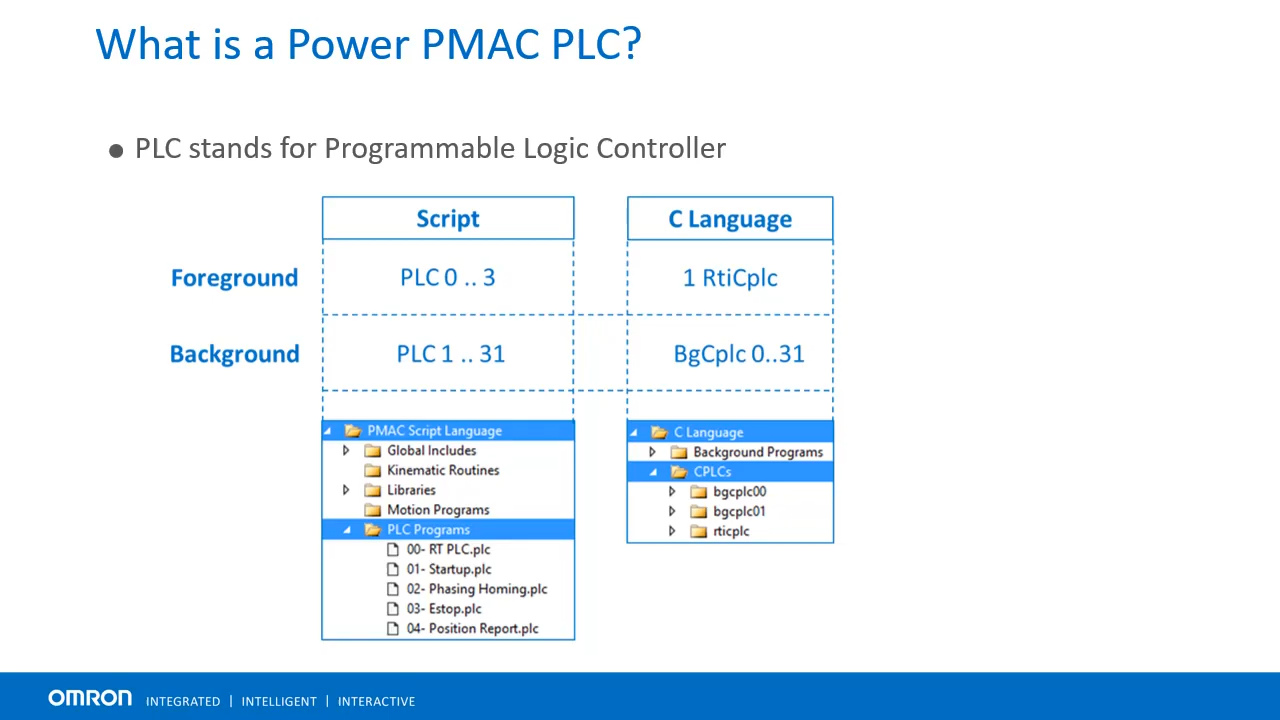 What is a Power PMAC PLC?
● PLC stands for Programmable Logic Controller
Script
C Language
Foreground
PLC 0 .. 3
1 RtiCplc
Background
PLC 1 .. 31
BgCplc 0..31
PMAC Script Language
Global Includes
Kinematic Routines
Libraries
Motion Programs
PLC Programs
00- RT PLC.plc
01- Startup.plc
02- Phasing Homing.plc
03- Estop.plc
04- Position Report.plc
C Language
Background Programs
CPLCs
bgcplc00
bgcplc01
rticplc
OMRON INTEGRATED | INTELLIGENT | INTERACTIVE